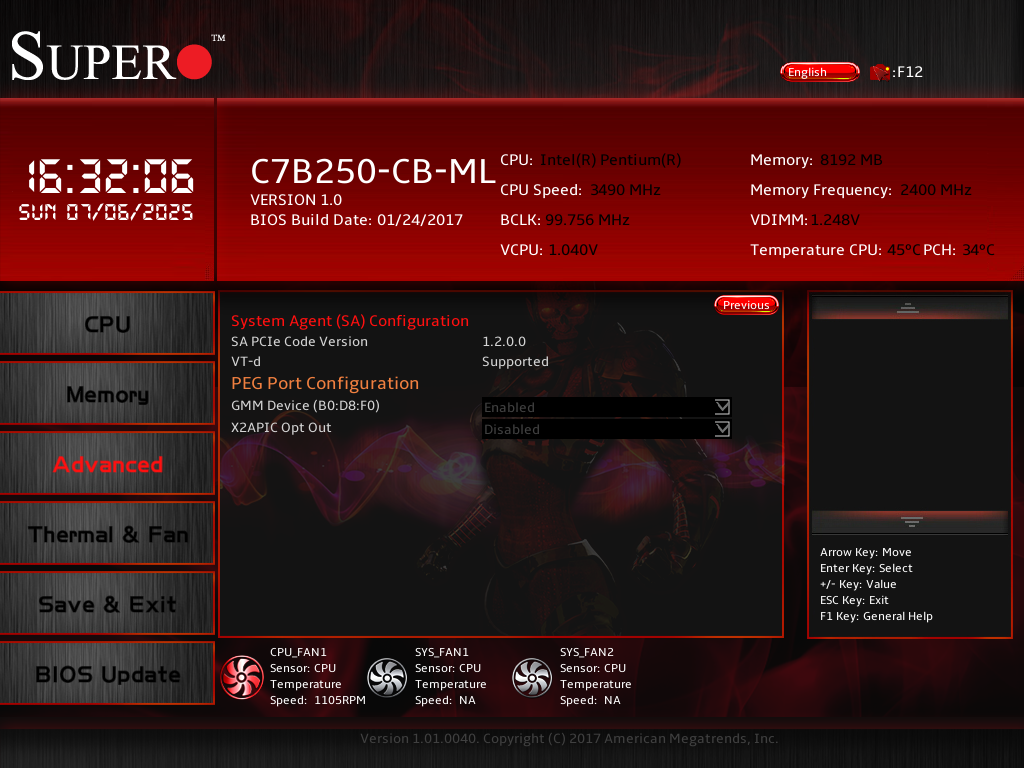 SUPER ™
English :F12
16:32:06
SUN 07/06/2025
C7B250-CB-ML
VERSION 1.0
BIOS Build Date: 01/24/2017
CPU: Intel(R) Pentium(R)
CPU Speed: 3490 MHz
BCLK: 99.756 MHz
VCPU: 1.040V
Memory: 8192 MB
Memory Frequency: 2400 MHz
VDIMM: 1.248V
Temperature CPU: 45°C PCH: 34°C
CPU
Memory
Advanced
Thermal & Fan
Save & Exit
BIOS Update
Previous
System Agent (SA) Configuration
SA PCIe Code Version 1.2.0.0
VT-d Supported
PEG Port Configuration
GMM Device (B0:D8:F0) Enabled
X2APIC Opt Out Disabled
Arrow Key: Move
Enter Key: Select
+/- Key: Value
ESC Key: Exit
F1 Key: General Help
CPU_FAN1
Sensor: CPU
Temperature
Speed: 1105RPM
SYS_FAN1
Sensor: CPU
Temperature
Speed: NA
SYS_FAN2
Sensor: CPU
Temperature
Speed: NA
Version 1.01.0040. Copyright (C) 2017 American Megatrends, Inc.